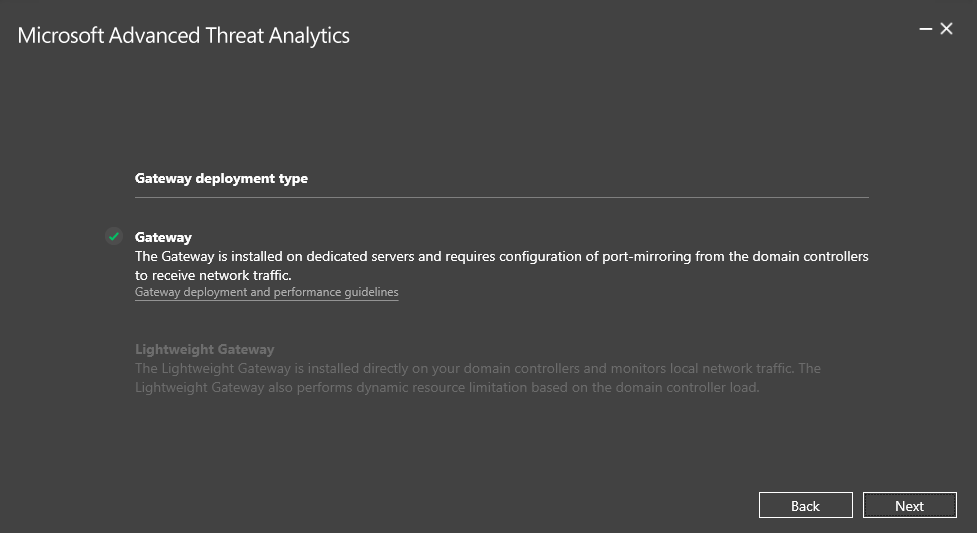 Microsoft Advanced Threat Analytics
Gateway deployment type
Gateway
The Gateway is installed on dedicated servers and requires configuration of port-mirroring from the domain controllers
to receive network traffic.
Gateway deployment and performance guidelines
Lightweight Gateway
The Lightweight Gateway is installed directly on your domain controllers and monitors local network traffic. The
Lightweight Gateway also performs dynamic resource limitation based on the domain controller load.
Back Next